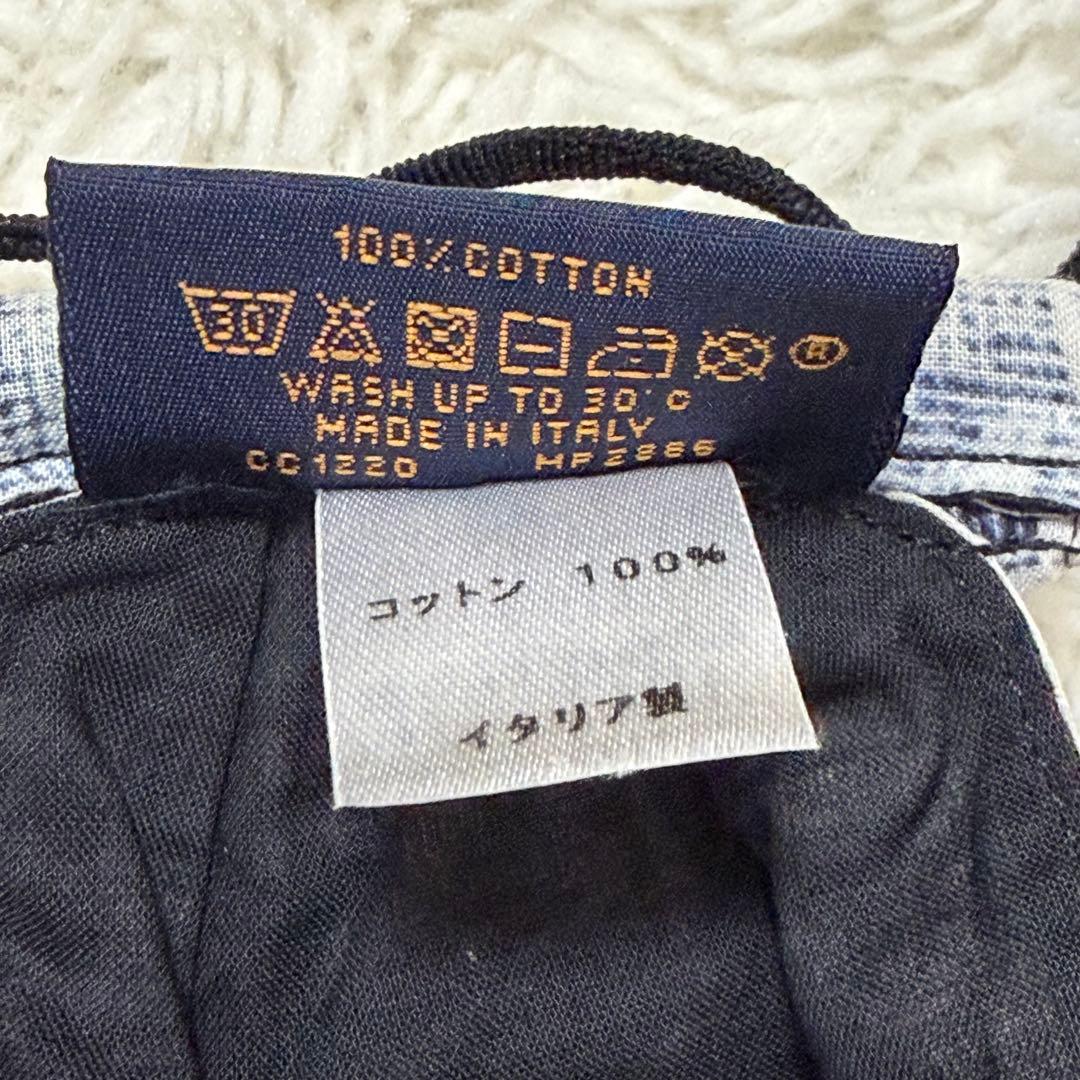 100%COTTON
30°
WASH UP TO 30°C
MADE IN ITALY
CC1220 MP2886
コットン 100%
イタリア製